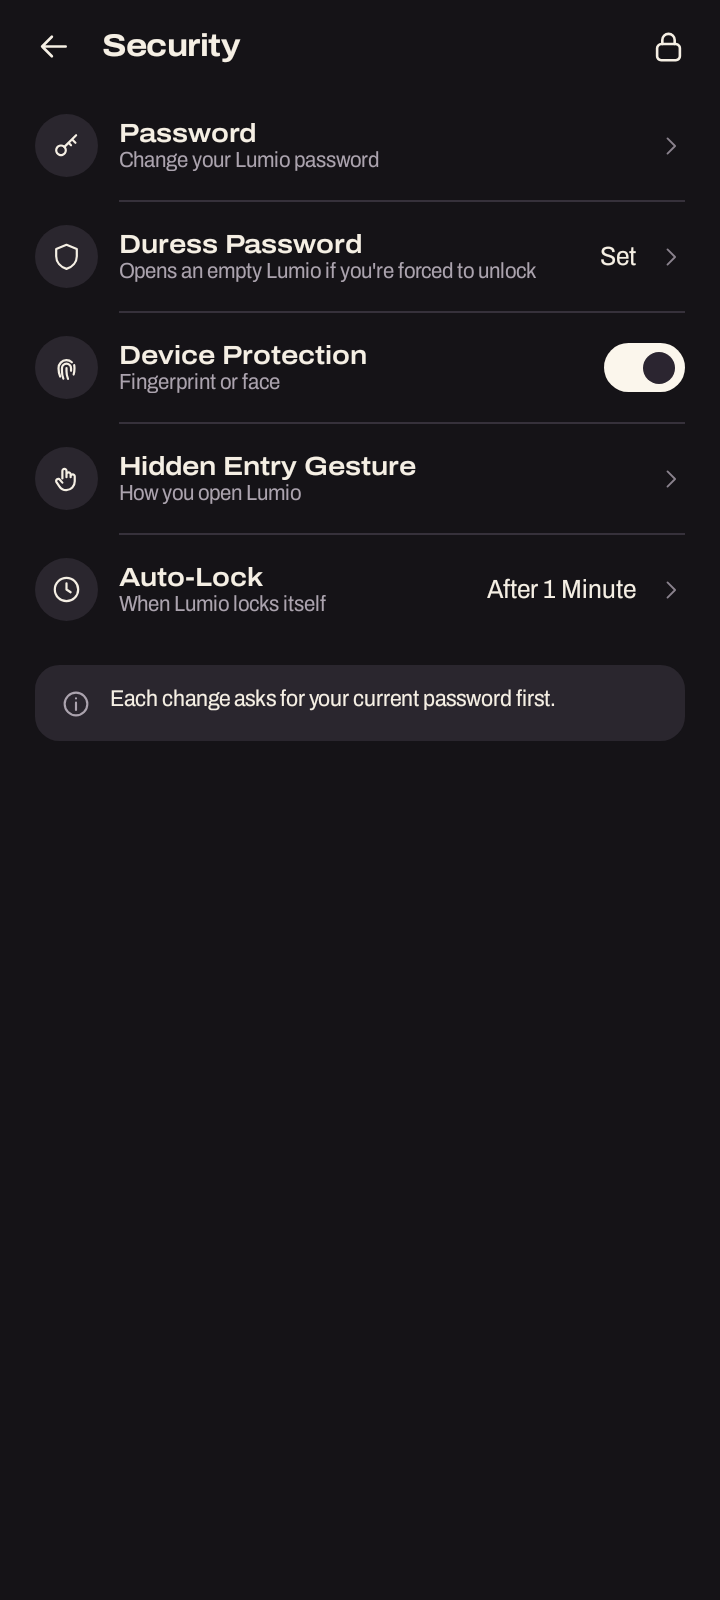 Security
Password
Change your Lumio password
Duress Password
Opens an empty Lumio if you're forced to unlock
Set
Device Protection
Fingerprint or face
Hidden Entry Gesture
How you open Lumio
Auto-Lock
When Lumio locks itself
After 1 Minute
Each change asks for your current password first.